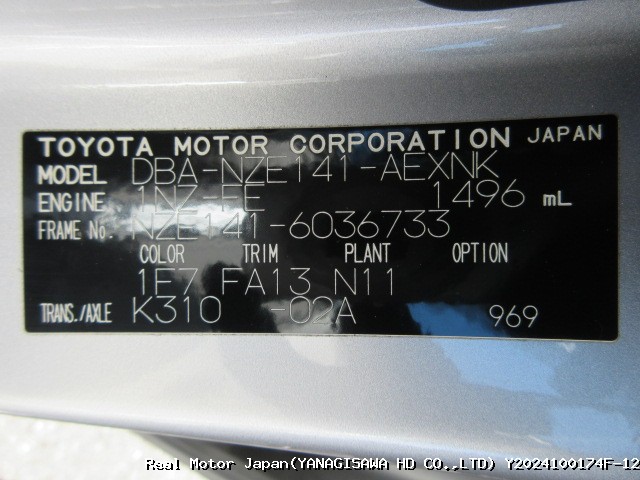 TOYOTA MOTOR CORPORATION JAPAN
MODEL DBA-NZE141-AEXNK
ENGINE 1NZ-FE 1496 mL
FRAME No. NZE141-6036733
COLOR TRIM PLANT OPTION
1F7 FA13 N11
TRANS./AXLE K310 -02A 969
Real Motor Japan(YANAGISAWA HD CO.,LTD) Y2024100174F-12